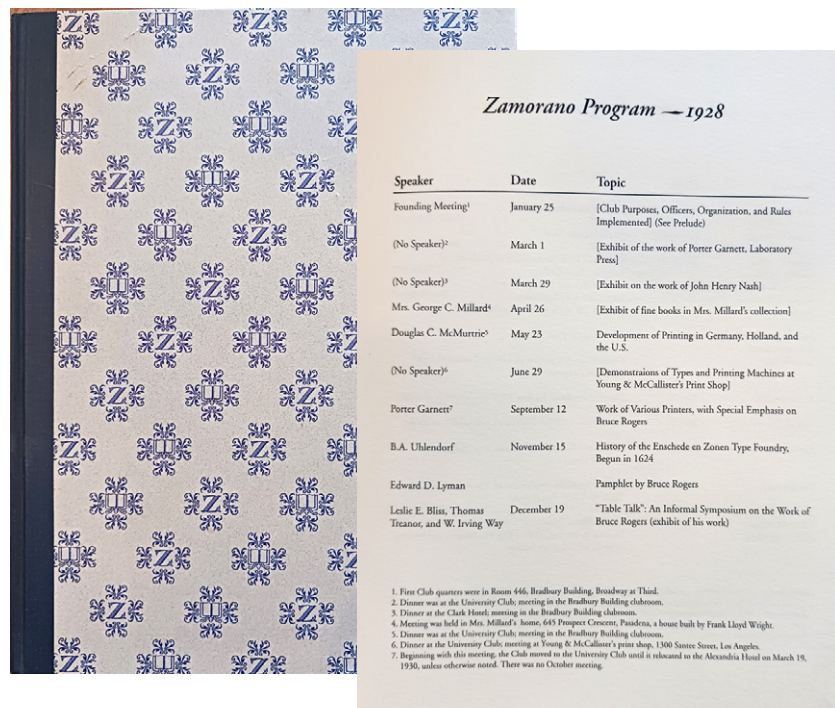 Zamorano Program — 1928
Speaker Date Topic
Founding Meeting¹ January 25 [Club Purposes, Officers, Organization, and Rules
Implemented] (See Prelude)
(No Speaker)² March 1 [Exhibit of the work of Porter Garnett, Laboratory
Press]
(No Speaker)³ March 29 [Exhibit on the work of John Henry Nash]
Mrs. George C. Millard⁴ April 26 [Exhibit of fine books in Mrs. Millard's collection]
Douglas C. McMurtrie⁵ May 23 Development of Printing in Germany, Holland, and
the U.S.
(No Speaker)⁶ June 29 [Demonstraions of Types and Printing Machines at
Young & McCallister's Print Shop]
Porter Garnett⁷ September 12 Work of Various Printers, with Special Emphasis on
Bruce Rogers
B.A. Uhlendorf November 15 History of the Enschede en Zonen Type Foundry,
Begun in 1624
Edward D. Lyman Pamphlet by Bruce Rogers
Leslie E. Bliss, Thomas December 19 "Table Talk": An Informal Symposium on the Work of
Treanor, and W. Irving Way Bruce Rogers (exhibit of his work)
1. First Club quarters were in Room 446, Bradbury Building, Broadway at Third.
2. Dinner was at the University Club; meeting in the Bradbury Building clubroom.
3. Dinner at the Clark Hotel; meeting in the Bradbury Building clubroom.
4. Meeting was held in Mrs. Millard's home, 645 Prospect Crescent, Pasadena, a house built by Frank Lloyd Wright.
5. Dinner was at the University Club; meeting in the Bradbury Building clubroom.
6. Dinner at the University Club; meeting at Young & McCallister's print shop, 1300 Santee Street, Los Angeles.
7. Beginning with this meeting, the Club moved to the University Club until is relocated to the Alexandria Hotel on March 19,
1930, unless otherwise noted. There was no October meeting.